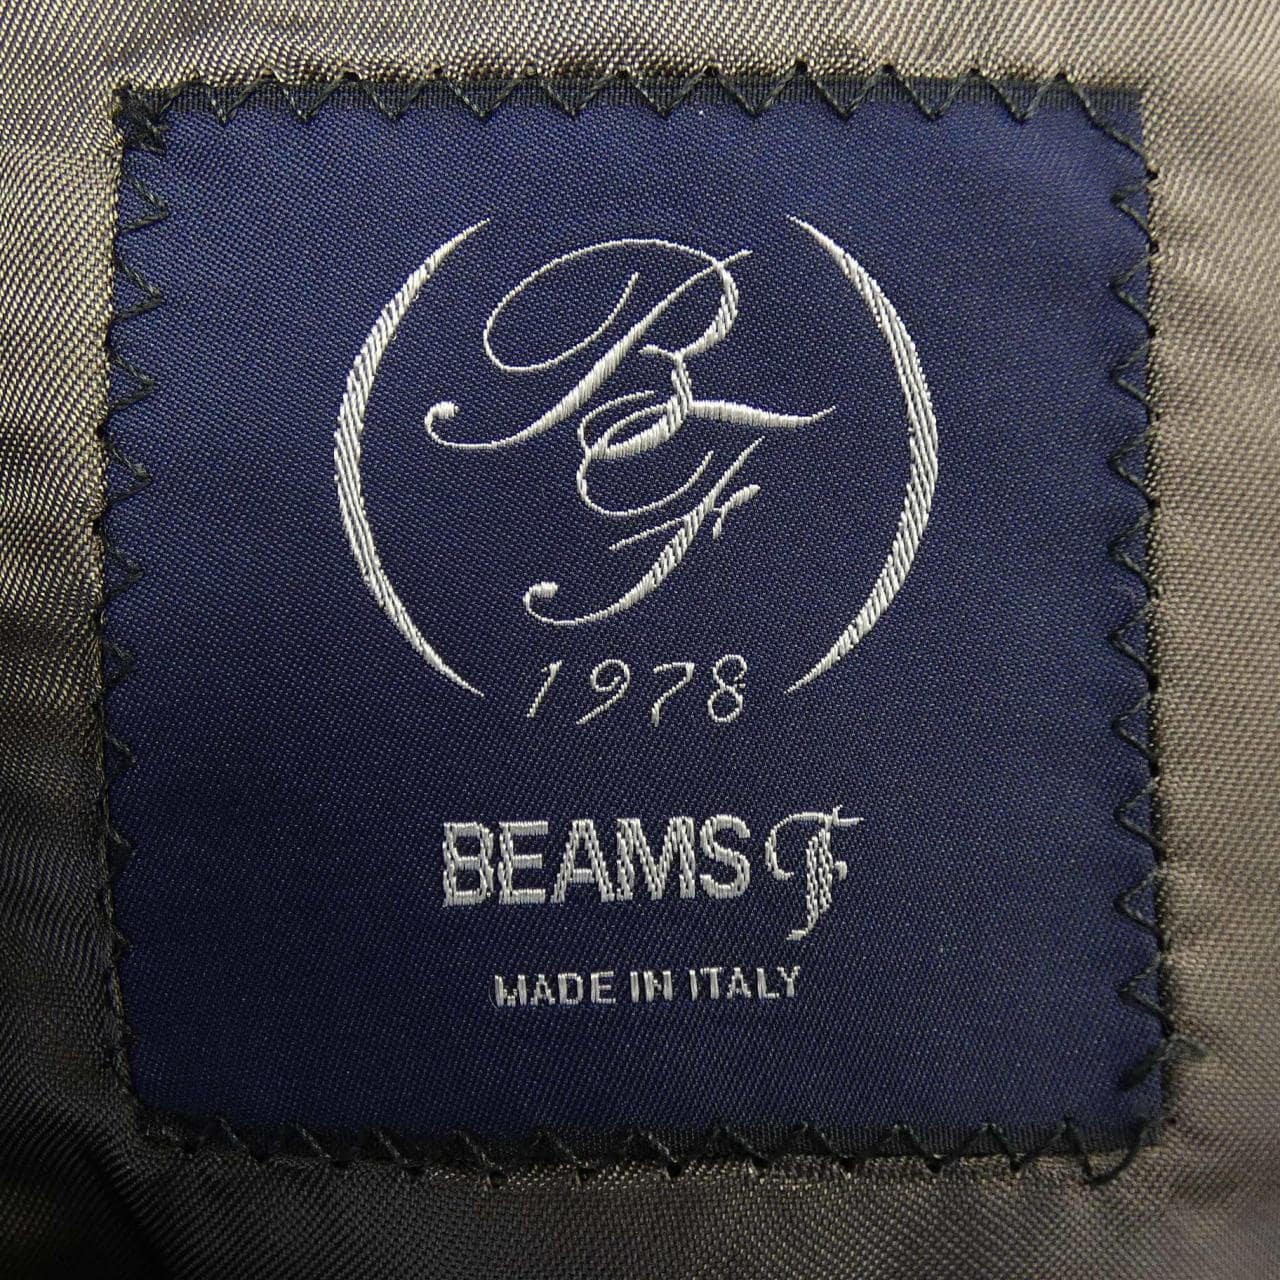 BF
1978
BEAMS F
MADE IN ITALY